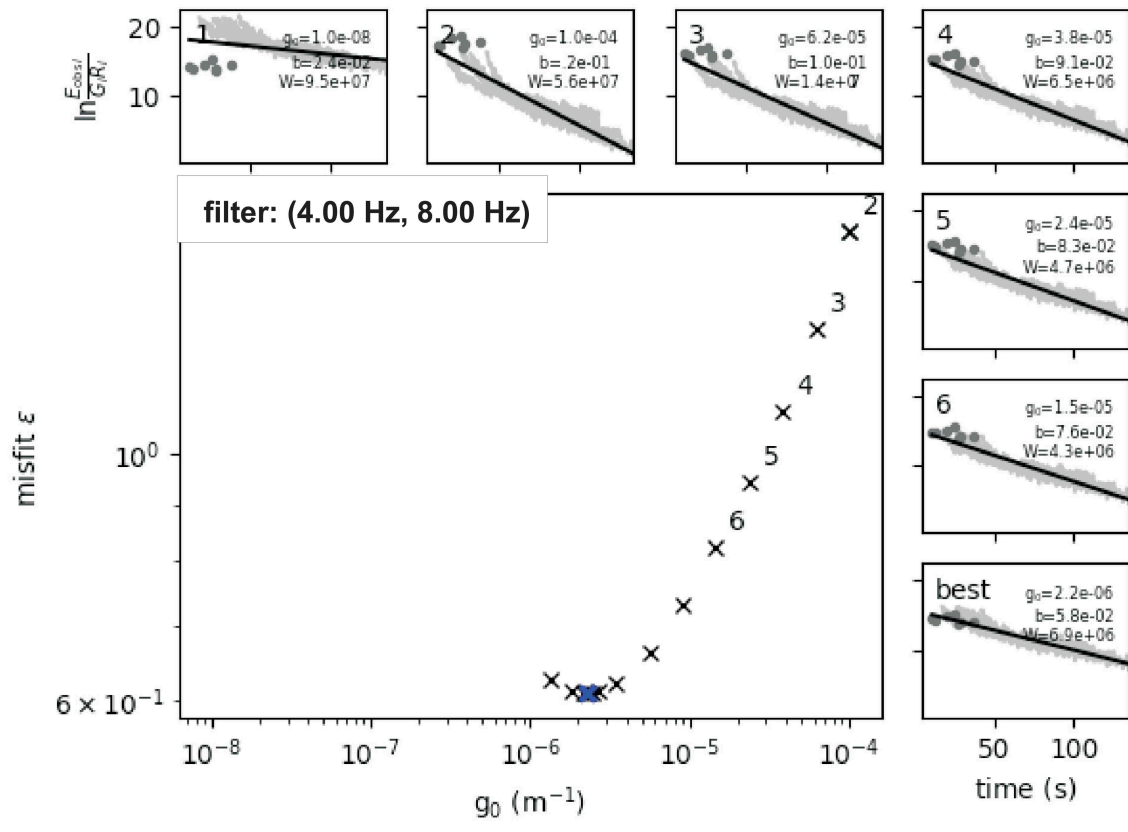 20
10
ln E_obsi / G_i R_i
1
g₀=1.0e-08
b=2.4e-02
W=9.5e+07
2
g₀=1.0e-04
b=.2e-01
W=5.6e+07
3
g₀=6.2e-05
b=1.0e-01
W=1.4e+07
4
g₀=3.8e-05
b=9.1e-02
W=6.5e+06
filter: (4.00 Hz, 8.00 Hz)
2
3
4
5
6
misfit ε
10⁰
6 × 10⁻¹
10⁻⁸
10⁻⁷
10⁻⁶
10⁻⁵
10⁻⁴
g₀ (m⁻¹)
5
g₀=2.4e-05
b=8.3e-02
W=4.7e+06
6
g₀=1.5e-05
b=7.6e-02
W=4.3e+06
best
g₀=2.2e-06
b=5.8e-02
W=6.9e+06
50
100
time (s)